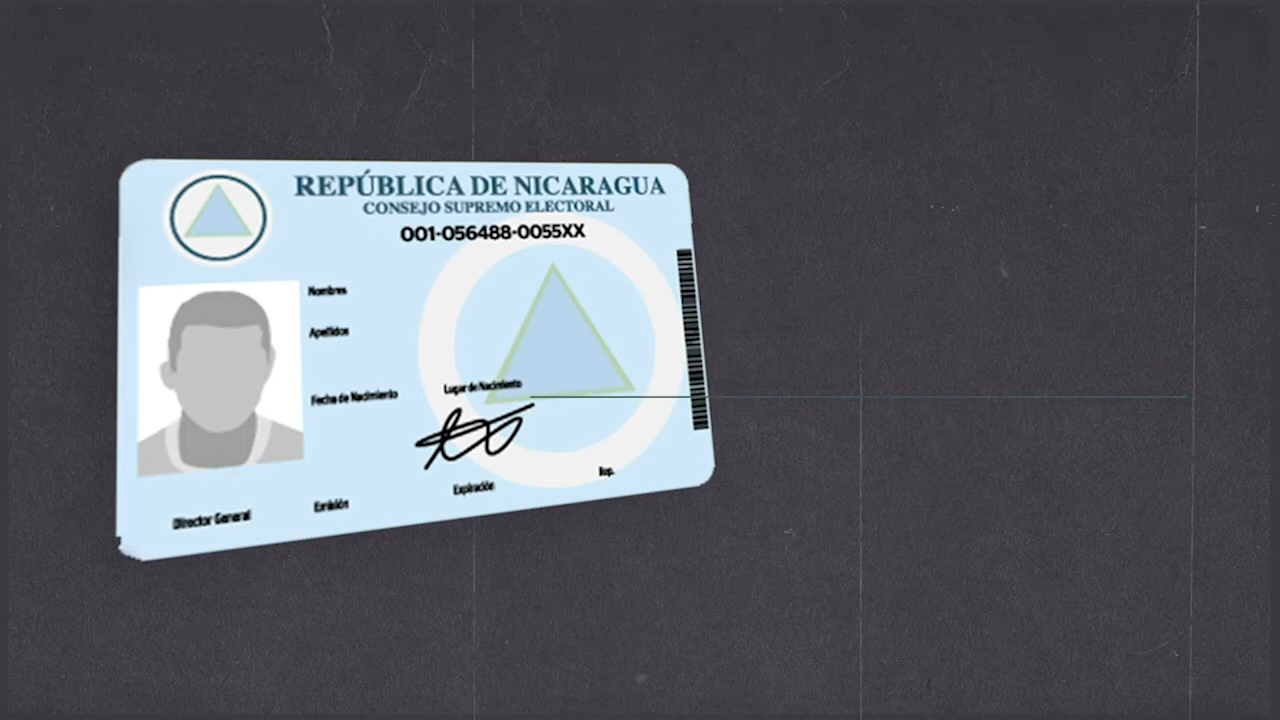 REPÚBLICA DE NICARAGUA
CONSEJO SUPREMO ELECTORAL
001-056488-0055XX
Nombres
Apellidos
Fecha de Nacimiento
Lugar de Nacimiento
Rep.
Expiración
Emisión
Director General